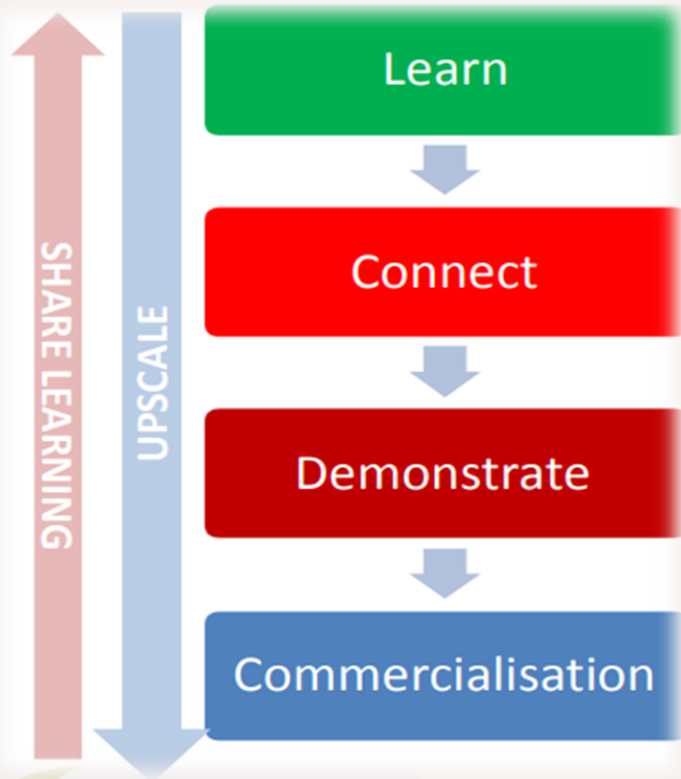 SHARE LEARNING
UPSCALE
Learn
Connect
Demonstrate
Commercialisation